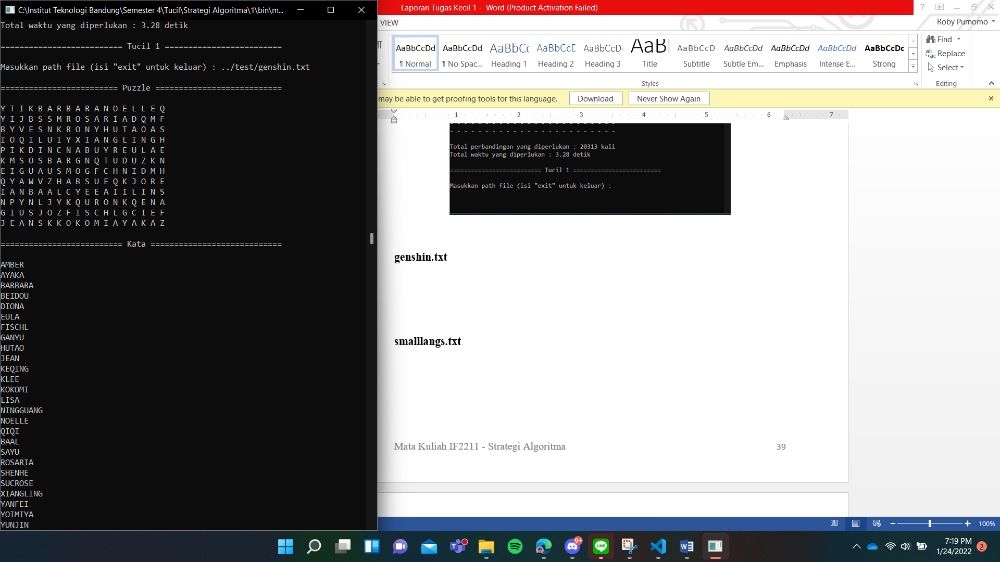 C:\Institut Teknologi Bandung\Semester 4\Tucil\Strategi Algoritma\1\bin\m...
Total waktu yang diperlukan : 3.28 detik
========================== Tucil 1 =========================
Masukkan path file (isi "exit" untuk keluar) : ../test/genshin.txt
========================= Puzzle ===========================
Y T I K B A R B A R A N O E L L E Q
Y I J B S S M R O S A R I A D Q M F
B Y V E S N K R O N Y H U T A O A S
I O Q I L U I Y X I A N G L I N G H
P I K D I N C N A B U Y R E U L A E
K M S O S B A R G N Q T U D U Z K N
E I G U A U S M O G F C H N I D M H
Q Y A W V Z H A B S U E Q K J O R E
I A N B A A L C Y E E A I I L I N S
N P Y N L J Y K Q U R O N K Q E N A
G I U S J O Z F I S C H L G C I E F
J E A N S K K O K O M I A Y A K A Z
========================== Kata ============================
AMBER
AYAKA
BARBARA
BEIDOU
DIONA
EULA
FISCHL
GANYU
HUTAO
JEAN
KEQING
KLEE
KOKOMI
LISA
NINGGUANG
NOELLE
QIQI
BAAL
SAYU
ROSARIA
SHENHE
SUCROSE
XIANGLING
YANFEI
YOIMIYA
YUNJIN
Laporan Tugas Kecil 1 - Word (Product Activation Failed)
VIEW
Roby Purnomo
AaBbCcDd AaBbCcDd AaBbCc AaBbCcD AaBbCcDd AaBl AaBbCcD AaBbCcDd AaBbCcDd AaBbCcDd AaBbCcDd
¶ Normal ¶ No Spac... Heading 1 Heading 2 Heading 3 Title Subtitle Subtle Em... Emphasis Intense E... Strong
Find
Replace
Select
Styles
Editing
may be able to get proofing tools for this language. Download Never Show Again
1 2 3 4 5 6 7
- - - - - - - - - - - - - - - - - -
Total perbandingan yang diperlukan : 20313 kali
Total waktu yang diperlukan : 3.28 detik
========================== Tucil 1 =========================
Masukkan path file (isi "exit" untuk keluar) :
genshin.txt
smalllangs.txt
Mata Kuliah IF2211 - Strategi Algoritma 39
100%
9+
7:19 PM
1/24/2022
2